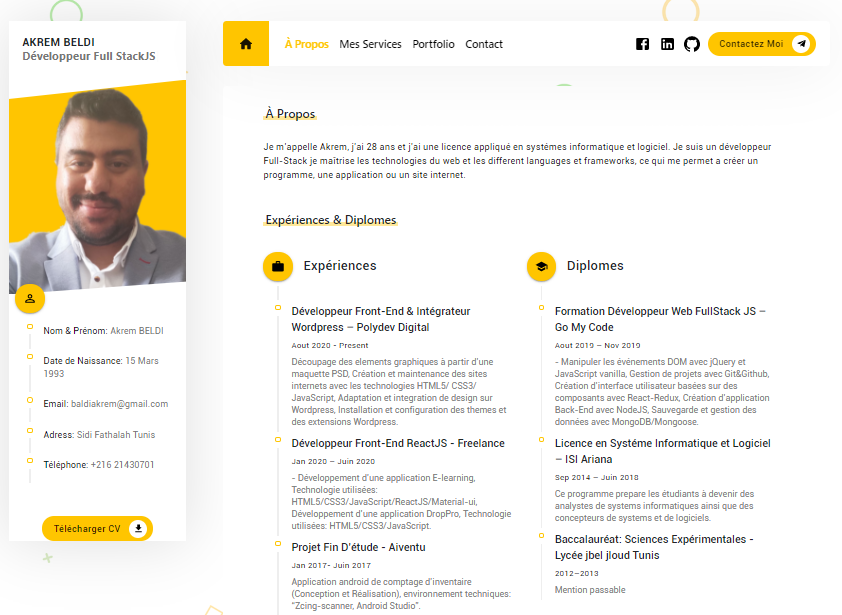 AKREM BELDI
Développeur Full StackJS
Nom & Prénom: Akrem BELDI
Date de Naissance: 15 Mars
1993
Email: baldiakrem@gmail.com
Adress: Sidi Fathalah Tunis
Téléphone: +216 21430701
Télécharger CV
À Propos Mes Services Portfolio Contact
Contactez Moi
À Propos
Je m'appelle Akrem, j'ai 28 ans et j'ai une licence appliqué en systémes informatique et logiciel. Je suis un développeur
Full-Stack je maîtrise les technologies du web et les different languages et frameworks, ce qui me permet a créer un
programme, une application ou un site internet.
Expériences & Diplomes
Expériences
Développeur Front-End & Intégrateur
Wordpress – Polydev Digital
Aout 2020 - Present
Découpage des elements graphiques à partir d'une
maquette PSD, Création et maintenance des sites
internet avec les technologies HTML5/ CSS3/
JavaScript, Adaptation et integration de design sur
Wordpress, Installation et configuration des themes et
des extensions Wordpress.
Développeur Front-End ReactJS - Freelance
Jan 2020 – Juin 2020
- Développement d'une application E-learning,
Technologie utilisées:
HTML5/CSS3/JavaScript/ReactJS/Material-ui,
Développement d'une application DropPro, Technologie
utilisées: HTML5/CSS3/JavaScript.
Projet Fin D'étude - Aiventu
Jan 2017- Juin 2017
Application android de comptage d'inventaire
(Conception et Réalisation), environnement techniques:
"Zcing-scanner, Android Studio".
Diplomes
Formation Développeur Web FullStack JS –
Go My Code
Aout 2019 – Nov 2019
- Manipuler les événements DOM avec jQuery et
JavaScript vanilla, Gestion de projets avec Git&Github,
Création d'interface utilisateur basées sur des
composants avec React-Redux, Création d'application
Back-End avec NodeJS, Sauvegarde et gestion des
données avec MongoDB/Mongoose.
Licence en Systéme Informatique et Logiciel
– ISI Ariana
Sep 2014 – Juin 2018
Ce programme prepare les étudiants à devenir des
analystes de systems informatiques ainsi que des
concepteurs de systems et de logiciels.
Baccalauréat: Sciences Expérimentales -
Lycée jbel jloud Tunis
2012–2013
Mention passable